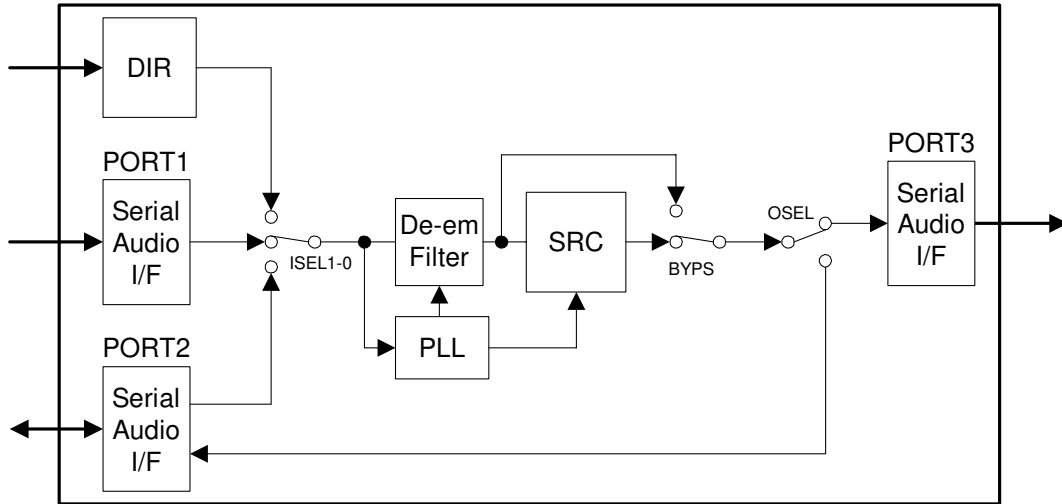 DIR
PORT1
Serial
Audio
I/F
ISEL1-0
De-em
Filter
PLL
SRC
BYPS
OSEL
PORT3
Serial
Audio
I/F
PORT2
Serial
Audio
I/F